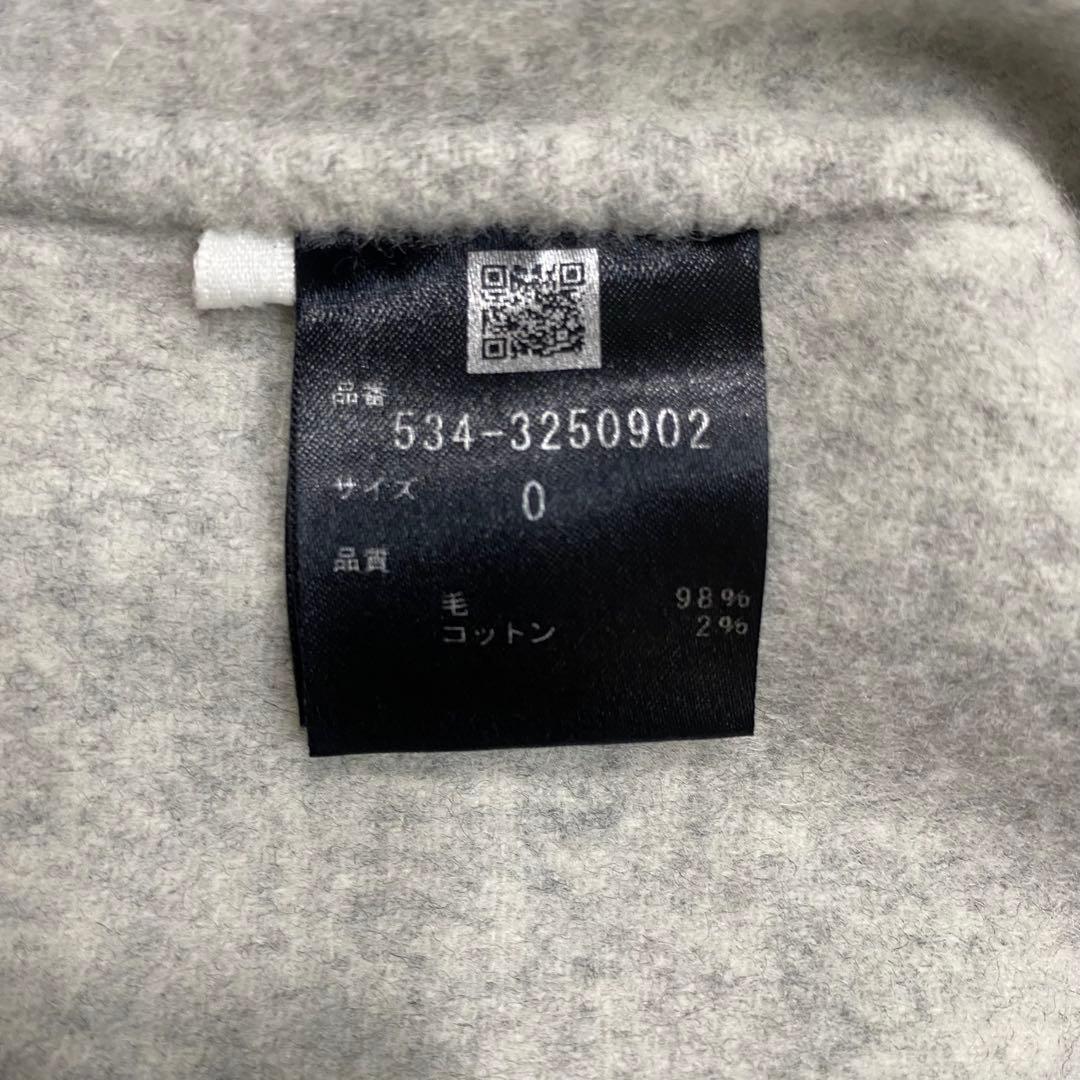 品番
534-3250902
サイズ 0
品質
毛 98%
コットン 2%